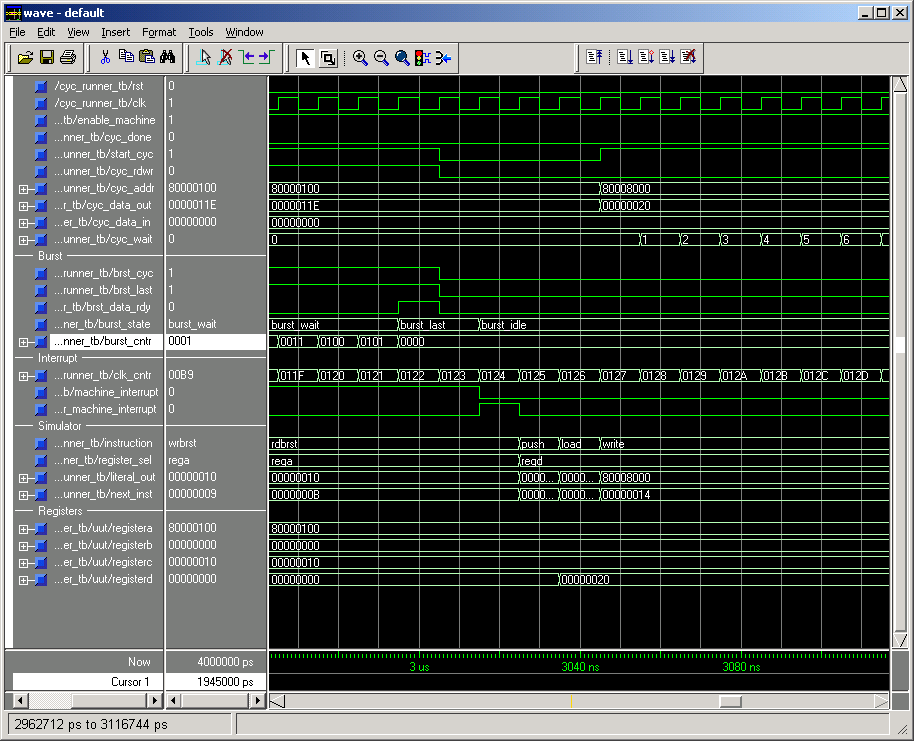 wave - default
File Edit View Insert Format Tools Window
/cyc_runner_tb/rst 0
/cyc_runner_tb/clk 1
...tb/enable_machine 1
...nner_tb/cyc_done 0
...unner_tb/start_cyc 1
...unner_tb/cyc_rdwr 0
...unner_tb/cyc_addr 80000100 80000100 80008000
...r_tb/cyc_data_out 0000011E 0000011E 00000020
...er_tb/cyc_data_in 00000000 00000000
...unner_tb/cyc_wait 0 0 1 2 3 4 5 6
Burst
...runner_tb/brst_cyc 1
...runner_tb/brst_last 1
...r_tb/brst_data_rdy 0
...ner_tb/burst_state burst_wait burst_wait burst_last burst_idle
...nner_tb/burst_cntr 0001 0011 0100 0101 0000
Interrupt
...runner_tb/clk_cntr 00B9 011F 0120 0121 0122 0123 0124 0125 0126 0127 0128 0129 012A 012B 012C 012D
...b/machine_interrupt 0
...r_machine_interrupt 0
Simulator
...nner_tb/instruction wrbrst rdbrst push load write
...ner_tb/register_sel rega rega regd
...unner_tb/literal_out 00000010 00000010 0000... 0000... 80008000
...unner_tb/next_inst 00000009 0000000B 0000... 0000... 00000014
Registers
...er_tb/uut/registera 80000100 80000100
...er_tb/uut/registerb 00000000 00000000
...er_tb/uut/registerc 00000010 00000010
...er_tb/uut/registerd 00000000 00000000 00000020
Now 4000000 ps 3 us 3040 ns 3080 ns
Cursor 1 1945000 ps
2962712 ps to 3116744 ps